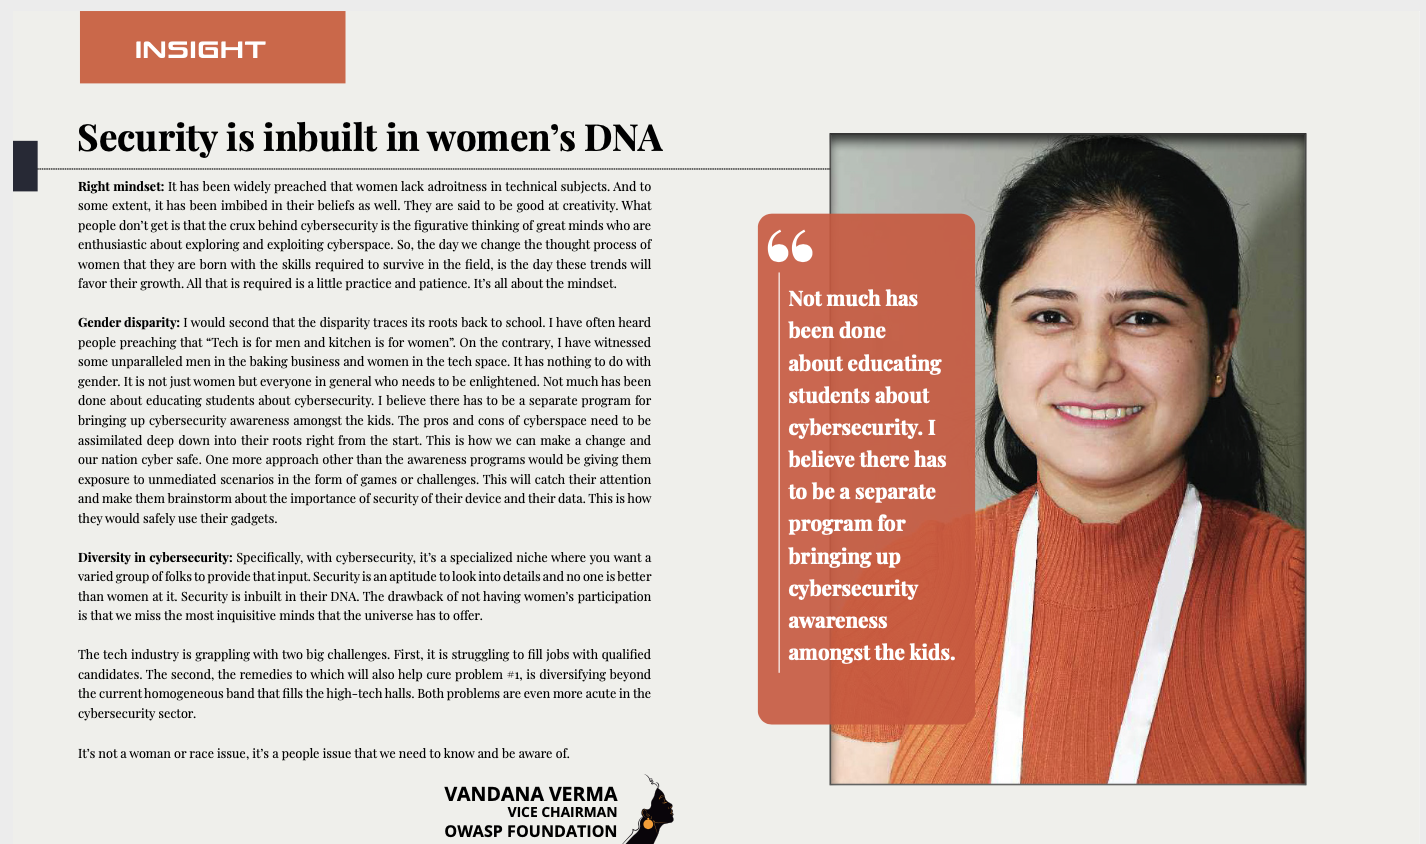 INSIGHT
Security is inbuilt in women’s DNA
Right mindset: It has been widely preached that women lack adroitness in technical subjects. And to
some extent, it has been imbibed in their beliefs as well. They are said to be good at creativity. What
people don’t get is that the crux behind cybersecurity is the figurative thinking of great minds who are
enthusiastic about exploring and exploiting cyberspace. So, the day we change the thought process of
women that they are born with the skills required to survive in the field, is the day these trends will
favor their growth. All that is required is a little practice and patience. It’s all about the mindset.
Gender disparity: I would second that the disparity traces its roots back to school. I have often heard
people preaching that “Tech is for men and kitchen is for women”. On the contrary, I have witnessed
some unparalleled men in the baking business and women in the tech space. It has nothing to do with
gender. It is not just women but everyone in general who needs to be enlightened. Not much has been
done about educating students about cybersecurity. I believe there has to be a separate program for
bringing up cybersecurity awareness amongst the kids. The pros and cons of cyberspace need to be
assimilated deep down into their roots right from the start. This is how we can make a change and
our nation cyber safe. One more approach other than the awareness programs would be giving them
exposure to unmediated scenarios in the form of games or challenges. This will catch their attention
and make them brainstorm about the importance of security of their device and their data. This is how
they would safely use their gadgets.
Diversity in cybersecurity: Specifically, with cybersecurity, it’s a specialized niche where you want a
varied group of folks to provide that input. Security is an aptitude to look into details and no one is better
than women at it. Security is inbuilt in their DNA. The drawback of not having women’s participation
is that we miss the most inquisitive minds that the universe has to offer.
The tech industry is grappling with two big challenges. First, it is struggling to fill jobs with qualified
candidates. The second, the remedies to which will also help cure problem #1, is diversifying beyond
the current homogeneous band that fills the high-tech halls. Both problems are even more acute in the
cybersecurity sector.
It’s not a woman or race issue, it’s a people issue that we need to know and be aware of.
VANDANA VERMA
VICE CHAIRMAN
OWASP FOUNDATION
“
Not much has
been done
about educating
students about
cybersecurity. I
believe there has
to be a separate
program for
bringing up
cybersecurity
awareness
amongst the kids.